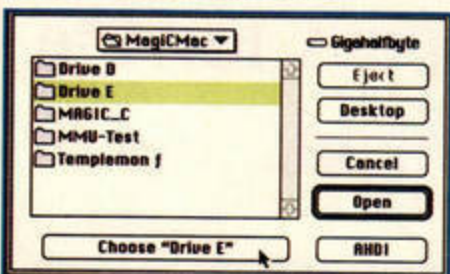 MagiCMac
Gigahalfbyte
Drive D
Drive E
MAGIC_C
MMU-Test
Templemon ƒ
Eject
Desktop
Cancel
Open
Choose "Drive E"
AHDI